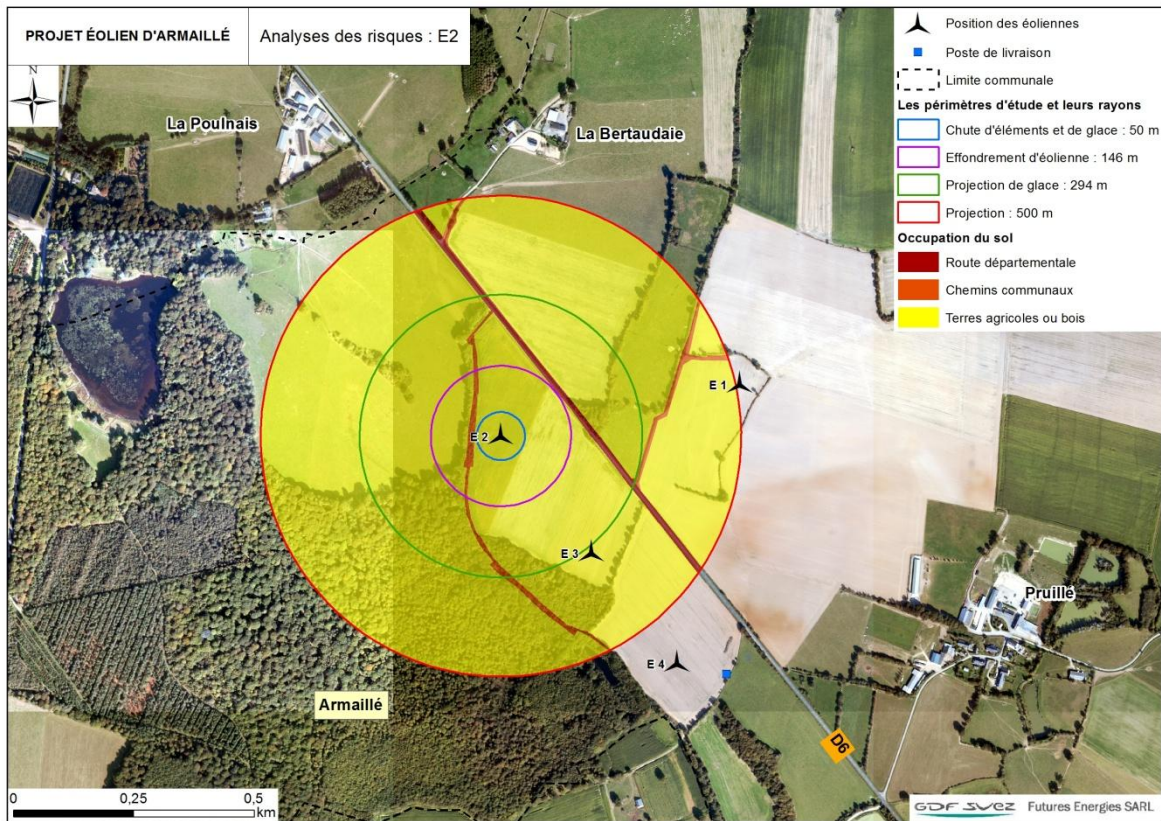 PROJET ÉOLIEN D'ARMAILLÉ
Analyses des risques : E2
N
La Poulnais
La Bertaudaie
E 1
E 2
E 3
E 4
Pruillé
Armaillé
D6
Position des éoliennes
Poste de livraison
Limite communale
Les périmètres d'étude et leurs rayons
Chute d'éléments et de glace : 50 m
Effondrement d'éolienne : 146 m
Projection de glace : 294 m
Projection : 500 m
Occupation du sol
Route départementale
Chemins communaux
Terres agricoles ou bois
0 0,25 0,5
km
GDF SUEZ Futures Energies SARL